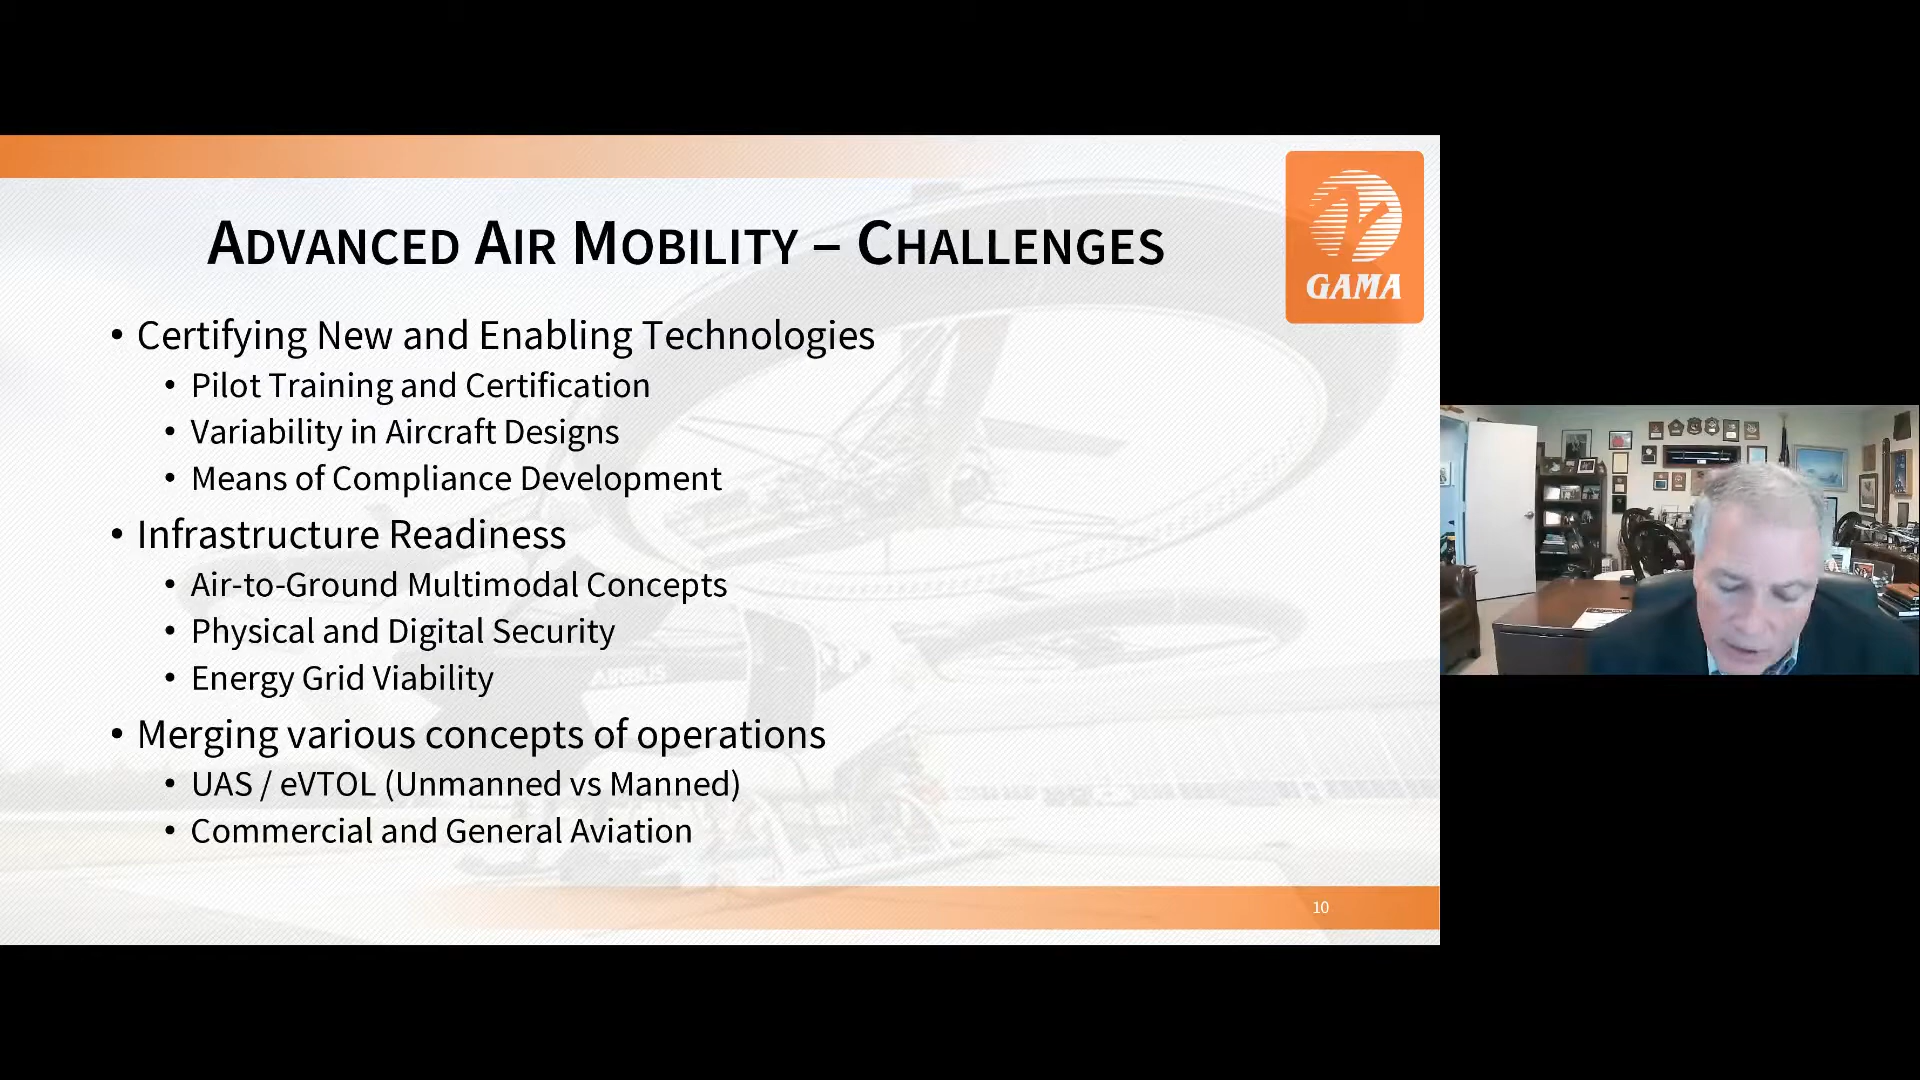 ADVANCED AIR MOBILITY – CHALLENGES
GAMA
• Certifying New and Enabling Technologies
• Pilot Training and Certification
• Variability in Aircraft Designs
• Means of Compliance Development
• Infrastructure Readiness
• Air-to-Ground Multimodal Concepts
• Physical and Digital Security
• Energy Grid Viability
AIRBUS
• Merging various concepts of operations
• UAS / eVTOL (Unmanned vs Manned)
• Commercial and General Aviation
10